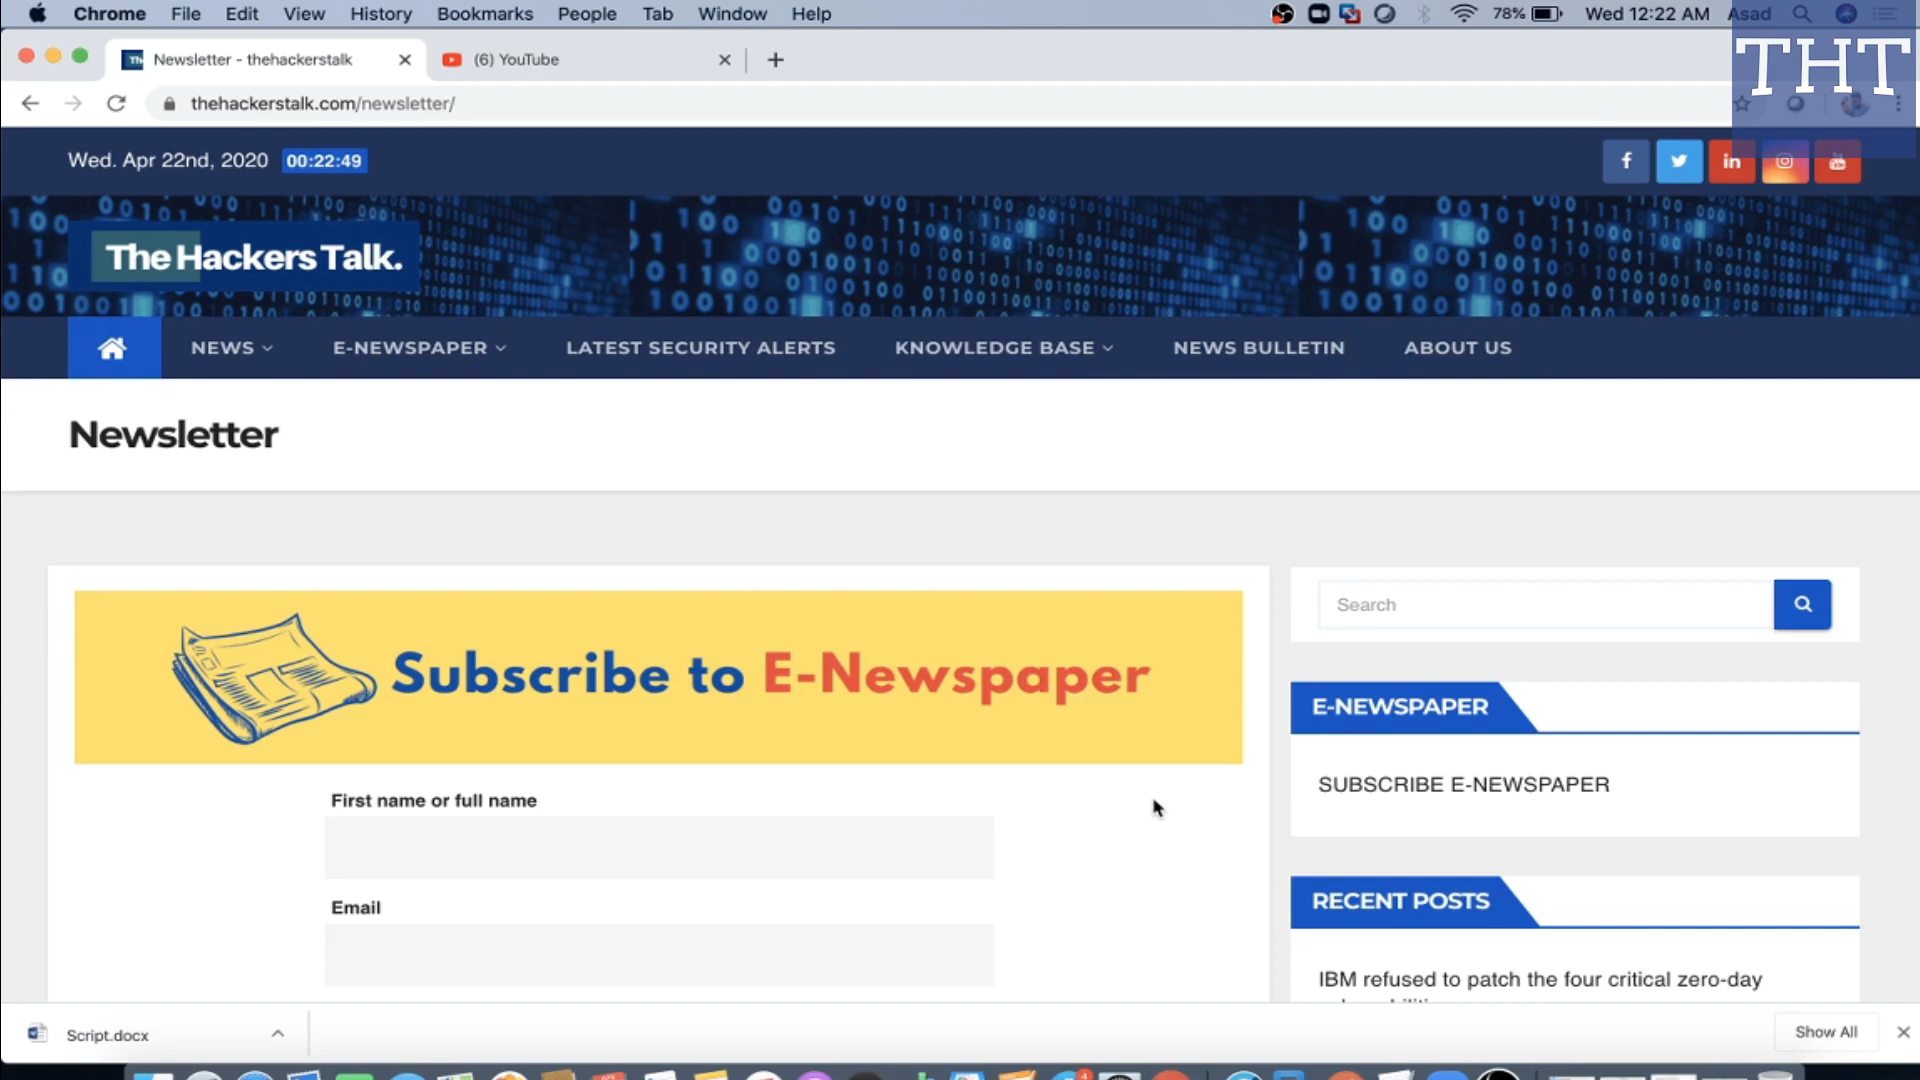 Chrome File Edit View History Bookmarks People Tab Window Help 78% Wed 12:22 AM Asad
THT
Newsletter - thehackerstalk (6) YouTube
thehackerstalk.com/newsletter/
Wed. Apr 22nd, 2020 00:22:49
The Hackers Talk.
NEWS E-NEWSPAPER LATEST SECURITY ALERTS KNOWLEDGE BASE NEWS BULLETIN ABOUT US
Newsletter
Subscribe to E-Newspaper
First name or full name
Email
Search
E-NEWSPAPER
SUBSCRIBE E-NEWSPAPER
RECENT POSTS
IBM refused to patch the four critical zero-day
Script.docx
Show All